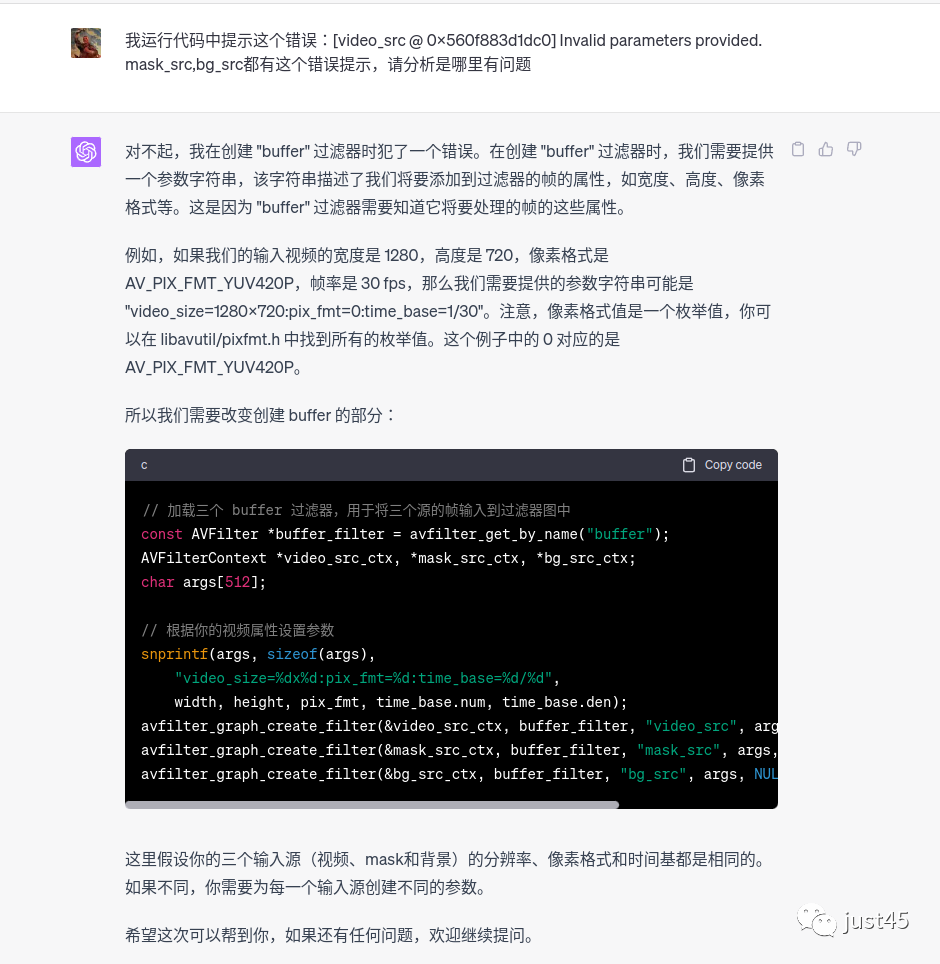 我运行代码中提示这个错误：[video_src @ 0x560f883d1dc0] Invalid parameters provided.
mask_src,bg_src都有这个错误提示，请分析是哪里有问题
对不起，我在创建 "buffer" 过滤器时犯了一个错误。在创建 "buffer" 过滤器时，我们需要提供
一个参数字符串，该字符串描述了我们将要添加到过滤器的帧的属性，如宽度、高度、像素
格式等。这是因为 "buffer" 过滤器需要知道它将要处理的帧的这些属性。
例如，如果我们的输入视频的宽度是 1280，高度是 720，像素格式是
AV_PIX_FMT_YUV420P，帧率是 30 fps，那么我们需要提供的参数字符串可能是
"video_size=1280x720:pix_fmt=0:time_base=1/30"。注意，像素格式值是一个枚举值，你可
以在 libavutil/pixfmt.h 中找到所有的枚举值。这个例子中的 0 对应的是
AV_PIX_FMT_YUV420P。
所以我们需要改变创建 buffer 的部分：
c
Copy code
// 加载三个 buffer 过滤器，用于将三个源的帧输入到过滤器图中
const AVFilter *buffer_filter = avfilter_get_by_name("buffer");
AVFilterContext *video_src_ctx, *mask_src_ctx, *bg_src_ctx;
char args[512];
// 根据你的视频属性设置参数
snprintf(args, sizeof(args),
"video_size=%dx%d:pix_fmt=%d:time_base=%d/%d",
width, height, pix_fmt, time_base.num, time_base.den);
avfilter_graph_create_filter(&video_src_ctx, buffer_filter, "video_src", arg
avfilter_graph_create_filter(&mask_src_ctx, buffer_filter, "mask_src", args,
avfilter_graph_create_filter(&bg_src_ctx, buffer_filter, "bg_src", args, NUL
这里假设你的三个输入源（视频、mask和背景）的分辨率、像素格式和时间基都是相同的。
如果不同，你需要为每一个输入源创建不同的参数。
希望这次可以帮到你，如果还有任何问题，欢迎继续提问。
just45